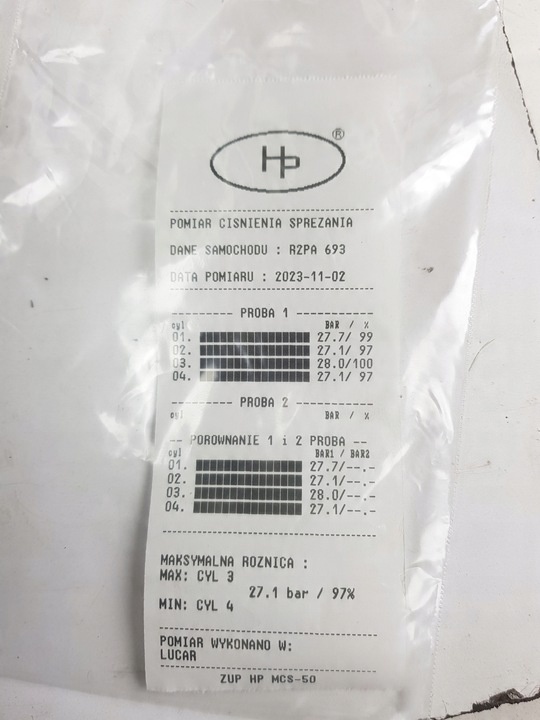 HP ®
POMIAR CISNIENIA SPREZANIA
DANE SAMOCHODU : R2PA 693
DATA POMIARU : 2023-11-02
-------- PROBA 1 --------
cyl BAR / %
01. 27.7/ 99
02. 27.1/ 97
03. 28.0/100
04. 27.1/ 97
-------- PROBA 2 --------
cyl BAR / %
-- POROWNANIE 1 i 2 PROBA --
cyl BAR1 / BAR2
01. 27.7/--.-
02. 27.1/--.-
03. 28.0/--.-
04. 27.1/--.-
MAKSYMALNA ROZNICA :
MAX: CYL 3
27.1 bar / 97%
MIN: CYL 4
POMIAR WYKONANO W:
LUCAR
ZUP HP MCS-50